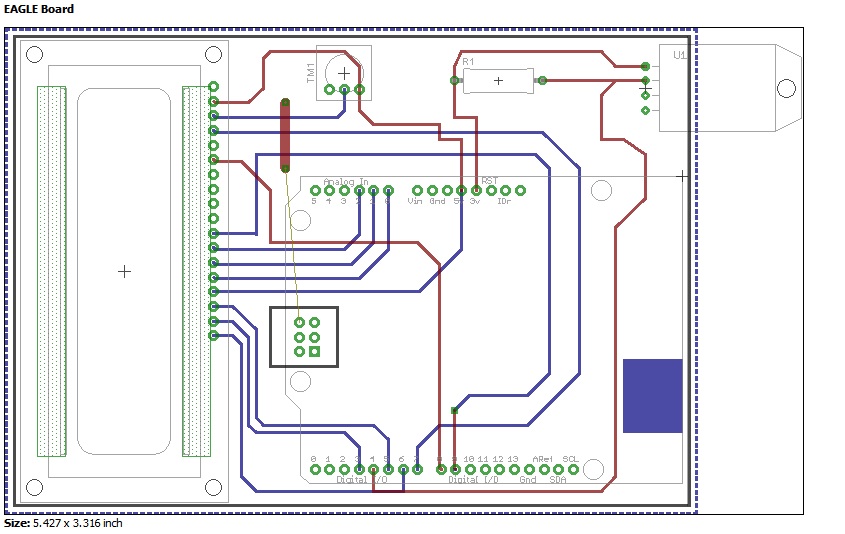 EAGLE Board
U1
R1
TM1
Analog In
RST
5 4 3 2 1 0 Vin Gnd 5v 3v IDr
0 1 2 3 4 5 6 7 8 9 10 11 12 13 ARef SCL
Digital I/O Digital I/O Gnd SDA
Size: 5.427 x 3.316 inch